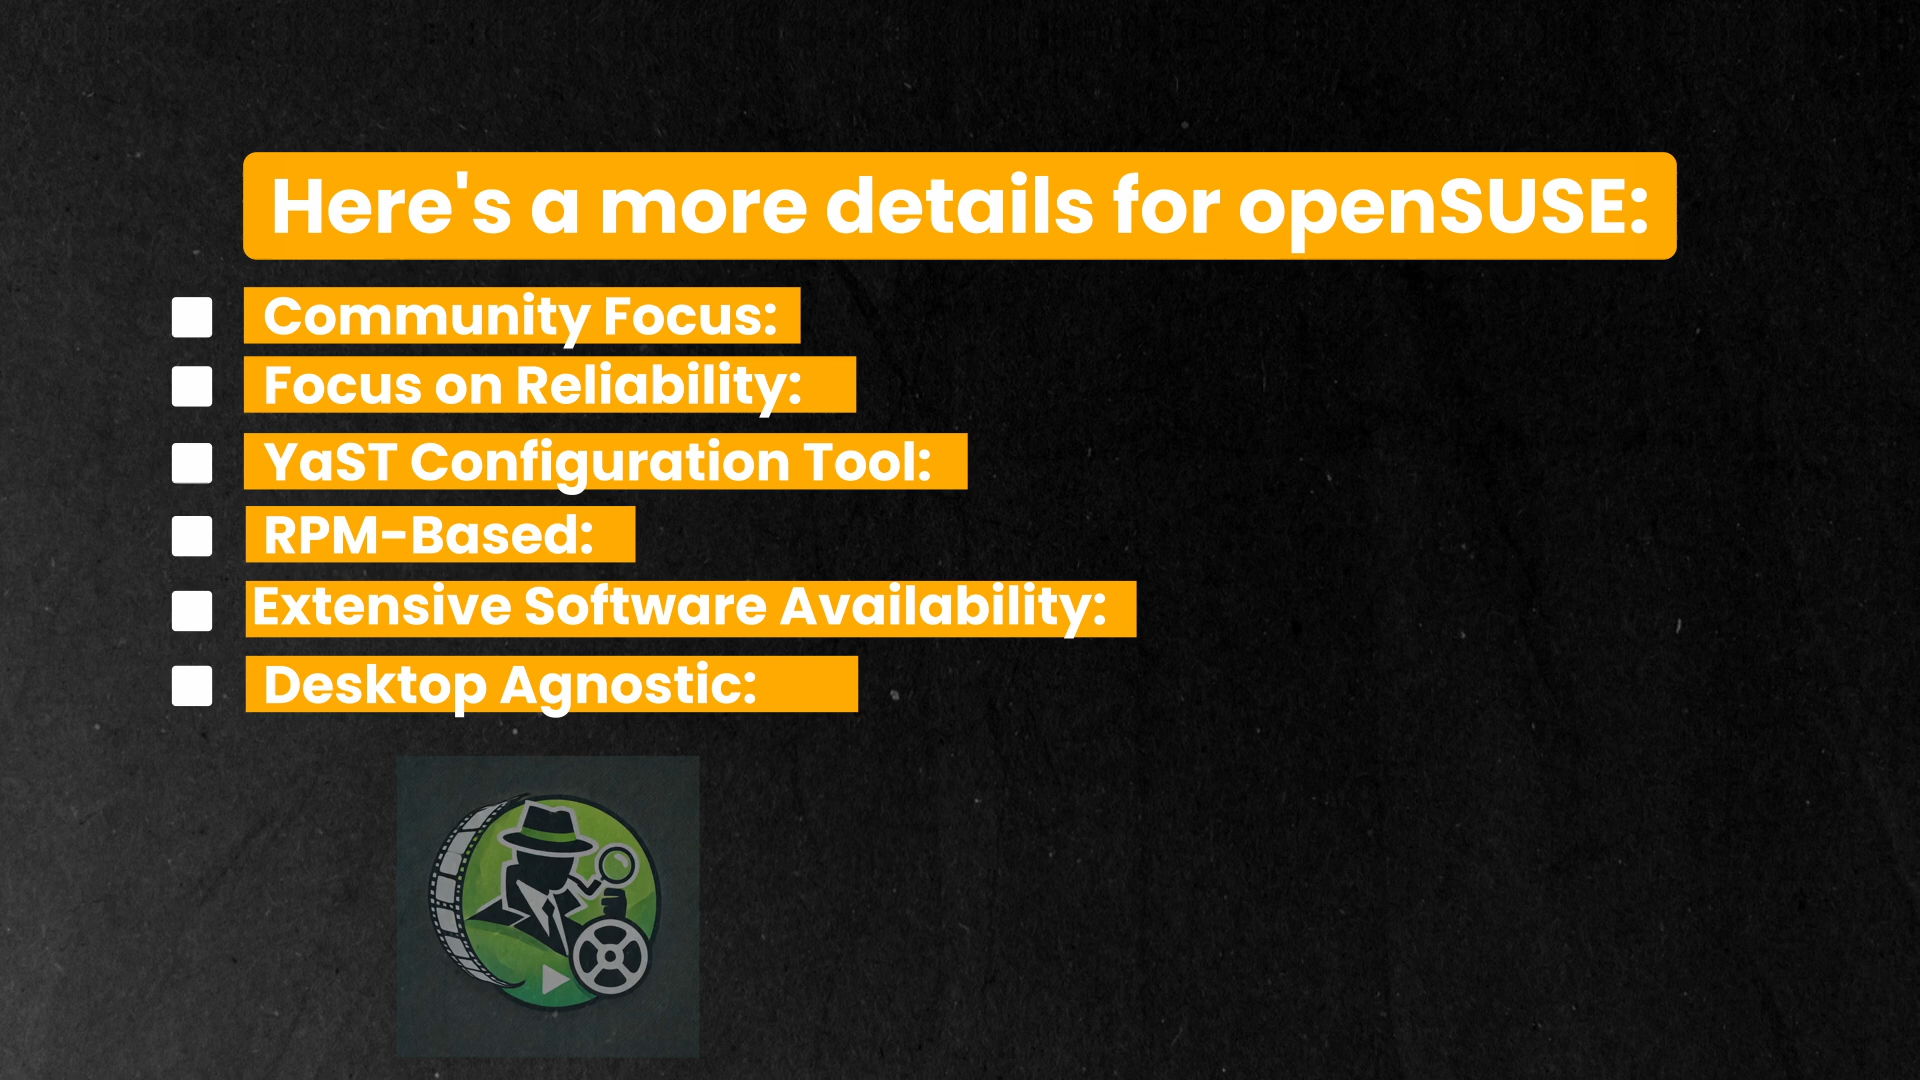 Here's a more details for openSUSE:
Community Focus:
Focus on Reliability:
YaST Configuration Tool:
RPM-Based:
Extensive Software Availability:
Desktop Agnostic: